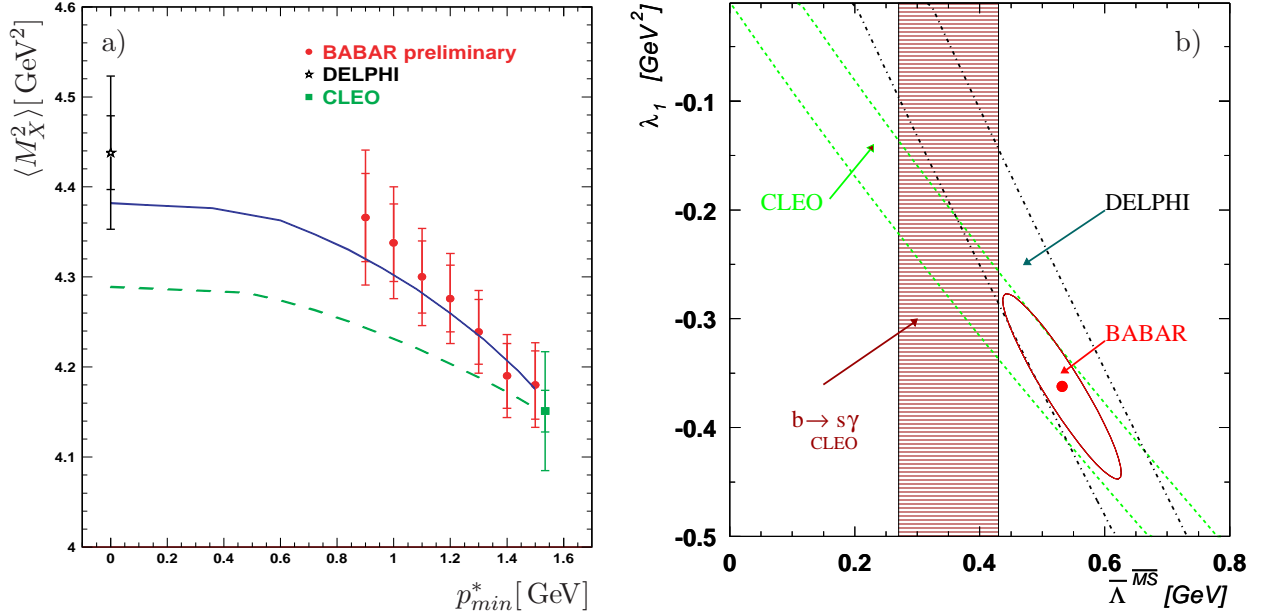 a)
⟨M_X^2⟩[GeV^2]
BABAR preliminary
DELPHI
CLEO
4.6
4.5
4.4
4.3
4.2
4.1
4
0 0.2 0.4 0.6 0.8 1 1.2 1.4 1.6
p*_min[GeV]
b)
λ_1 [GeV^2]
-0.1
-0.2
-0.3
-0.4
-0.5
CLEO
DELPHI
BABAR
b→ sγ
CLEO
0 0.2 0.4 0.6 0.8
Λ̅ ^M̅S̅ [GeV]